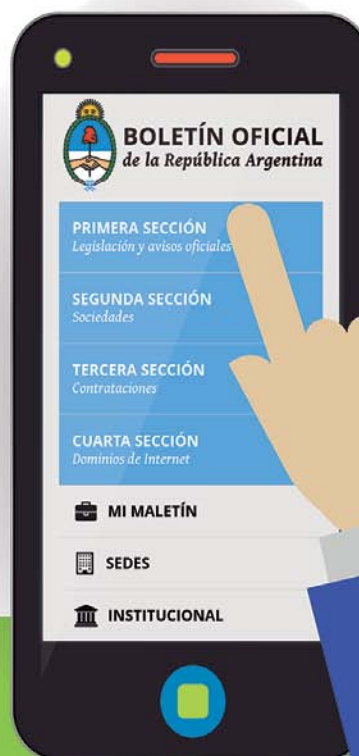 BOLETÍN OFICIAL
de la República Argentina
PRIMERA SECCIÓN
Legislación y avisos oficiales
SEGUNDA SECCIÓN
Sociedades
TERCERA SECCIÓN
Contrataciones
CUARTA SECCIÓN
Dominios de Internet
MI MALETÍN
SEDES
INSTITUCIONAL